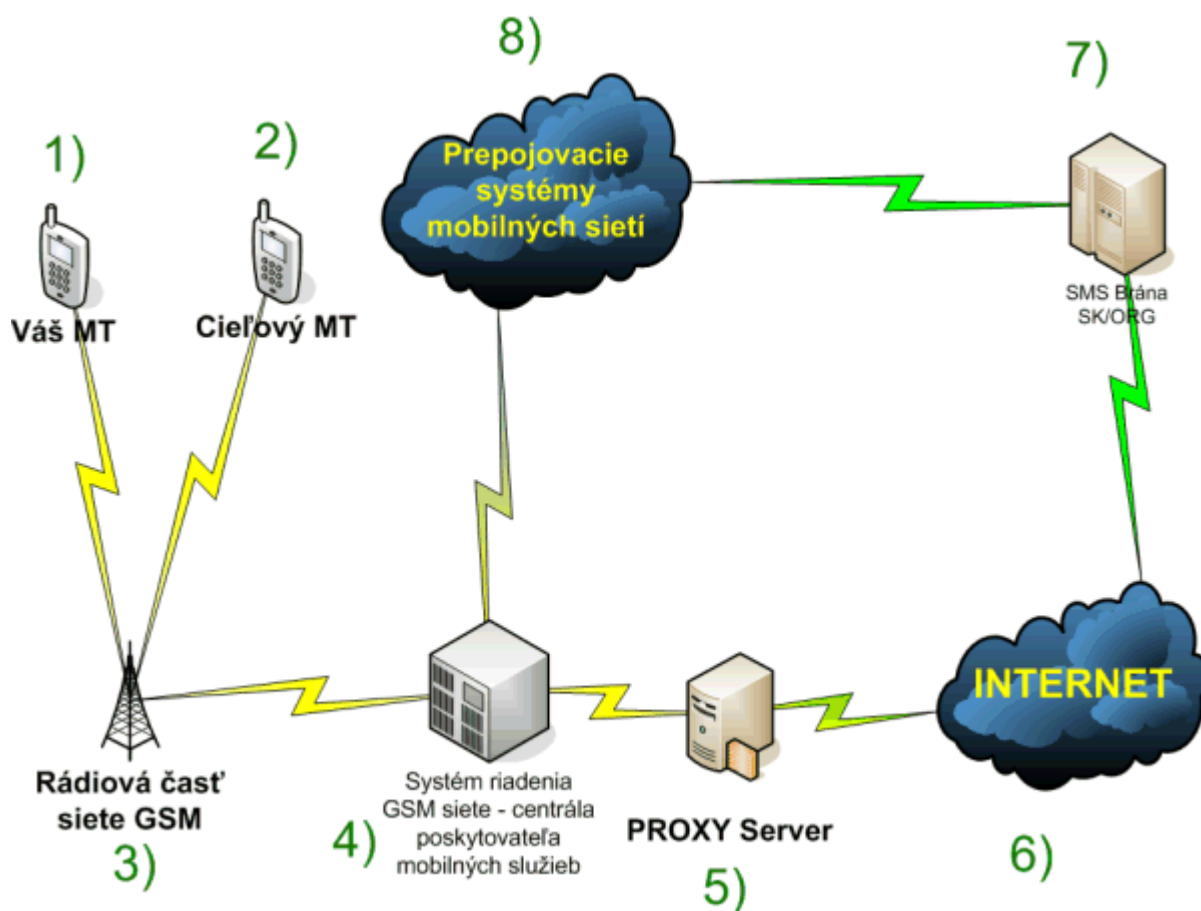 8)
7)
1)
2)
Prepojovacie
systémy
mobilných sietí
SMS Brána
SK/ORG
Váš MT
Cieľový MT
INTERNET
Rádiová časť
siete GSM
3)
Systém riadenia
GSM siete - centrála
poskytovateľa
mobilných služieb
4)
PROXY Server
5)
6)